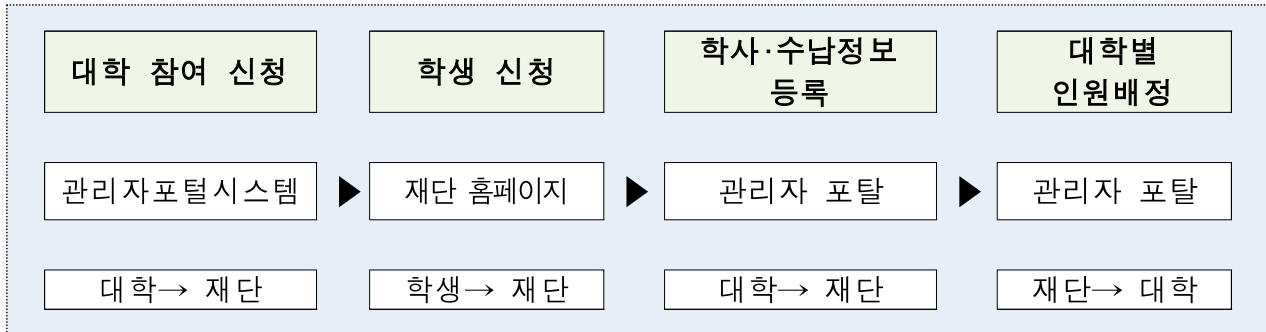 대학 참여 신청
학생 신청
학사·수납정보
등록
대학별
인원배정
관리자포털시스템
재단 홈페이지
관리자 포탈
관리자 포탈
대학→ 재단
학생→ 재단
대학→ 재단
재단→ 대학